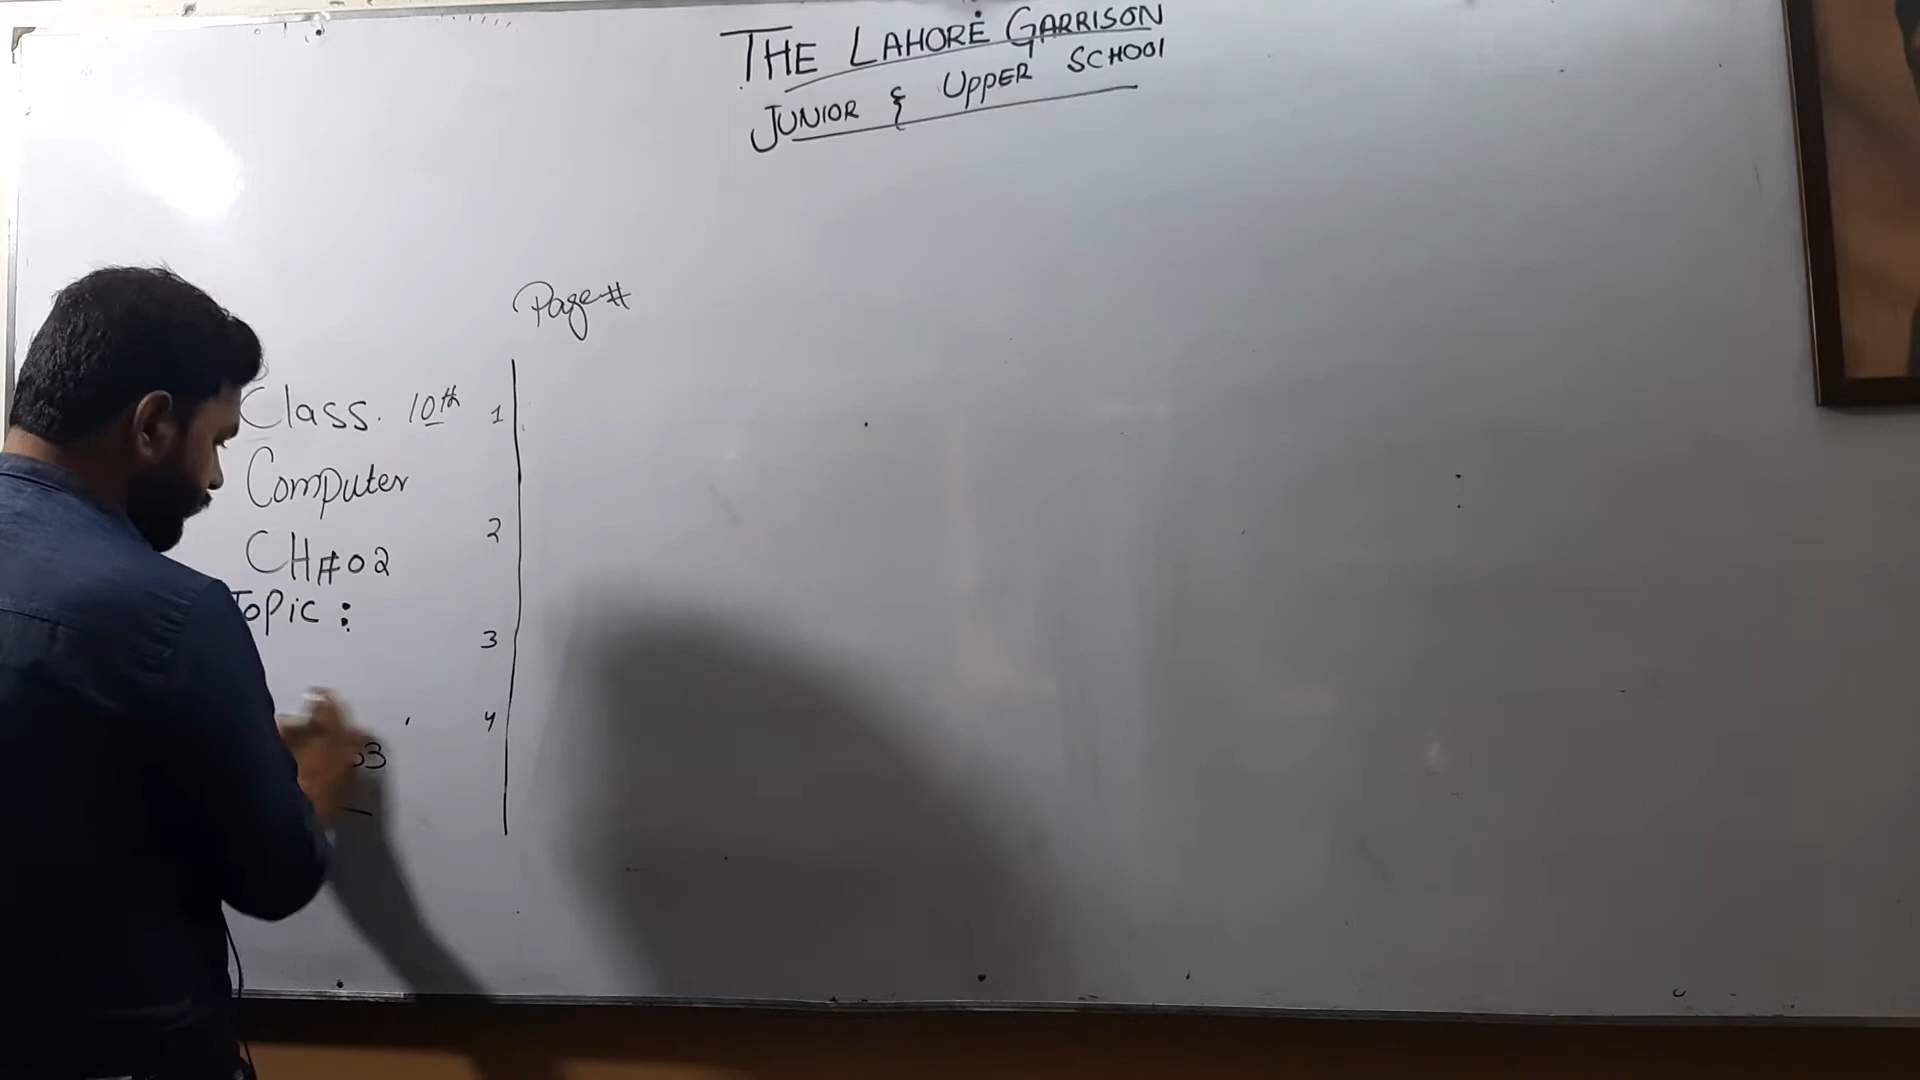 THE LAHORE GARRISON
JUNIOR & UPPER SCHOOL
Page #
Class. 10th
1
Computer
2
CH#02
Topic :
3
4